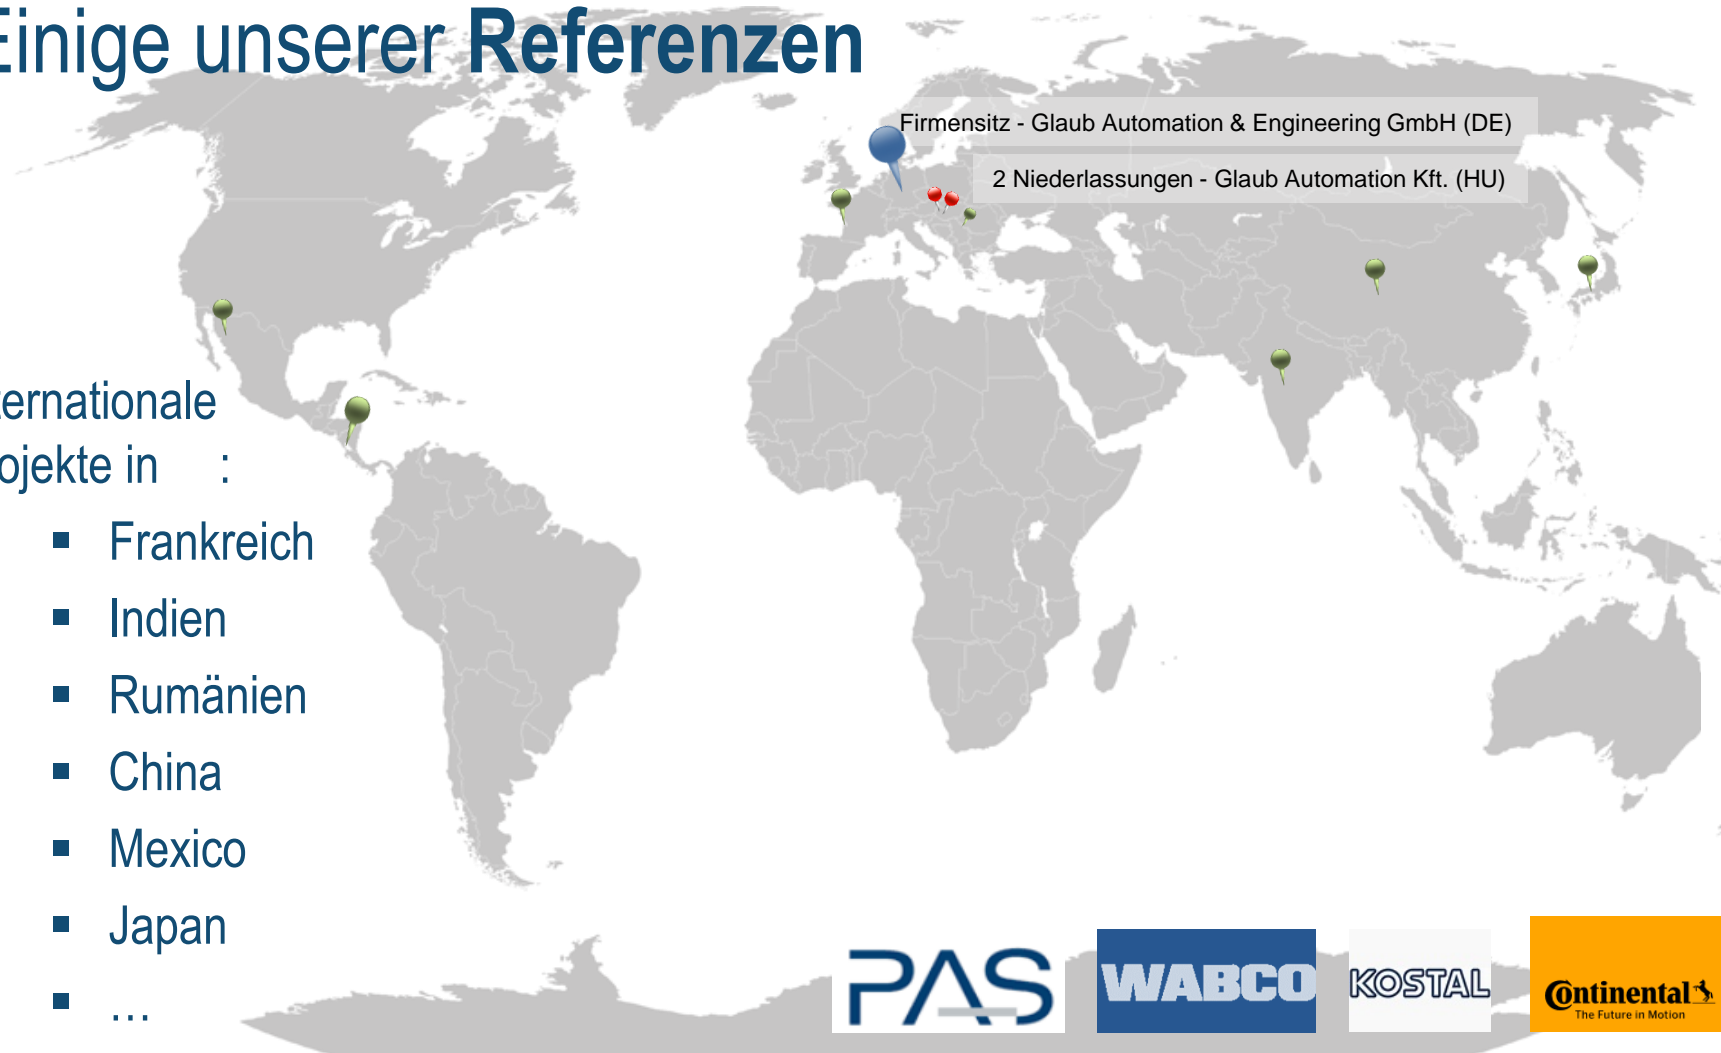 Einige unserer Referenzen
Firmensitz - Glaub Automation & Engineering GmbH (DE)
2 Niederlassungen - Glaub Automation Kft. (HU)
ternationale
ojekte in :
▪ Frankreich
▪ Indien
▪ Rumänien
▪ China
▪ Mexico
▪ Japan
▪ …
PAS
WABCO
KOSTAL
Continental
The Future in Motion